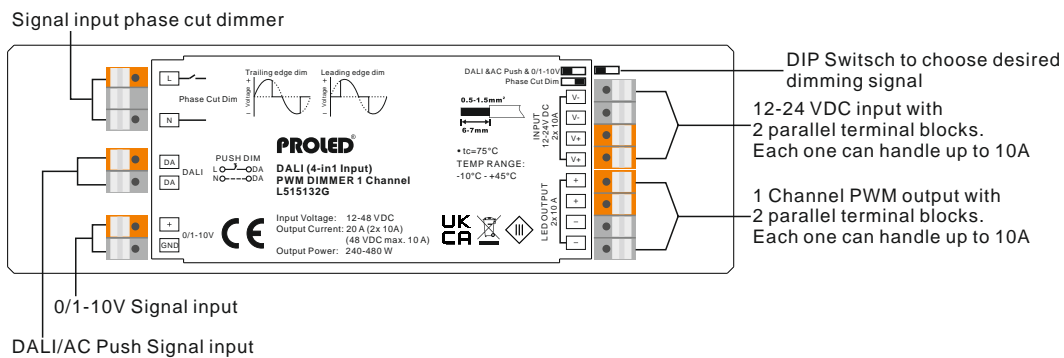 Signal input phase cut dimmer
L
Phase Cut Dim
N
Trailing edge dim
Leading edge dim
Voltage
+
−
Voltage
+
−
DALI &AC Push & 0/1-10V
Phase Cut Dim
0.5-1.5mm²
6-7mm
V-
V-
V+
V+
INPUT
12-24V DC
2x 10A
PROLED®
DA
DA
DALI
PUSH DIM
L DA
N DA
DALI (4-in1 Input)
PWM DIMMER 1 Channel
L515132G
• tc=75°C
TEMP RANGE:
-10°C - +45°C
+
+
−
−
LED OUTPUT
2x10 A
+
GND
0/1-10V
CE
Input Voltage: 12-48 VDC
Output Current: 20 A (2x 10A)
(48 VDC max. 10 A)
Output Power: 240-480 W
UK
CA
III
DIP Switsch to choose desired
dimming signal
12-24 VDC input with
2 parallel terminal blocks.
Each one can handle up to 10A
1 Channel PWM output with
2 parallel terminal blocks.
Each one can handle up to 10A
0/1-10V Signal input
DALI/AC Push Signal input